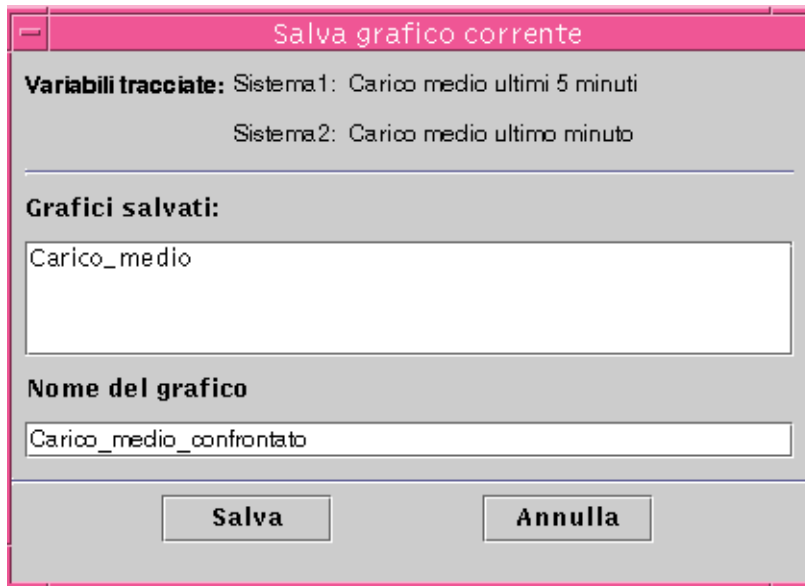 Salva grafico corrente
Variabili tracciate: Sistema1: Carico medio ultimi 5 minuti
Sistema2: Carico medio ultimo minuto
Grafici salvati:
Carico_medio
Nome del grafico
Carico_medio_confrontato
Salva Annulla